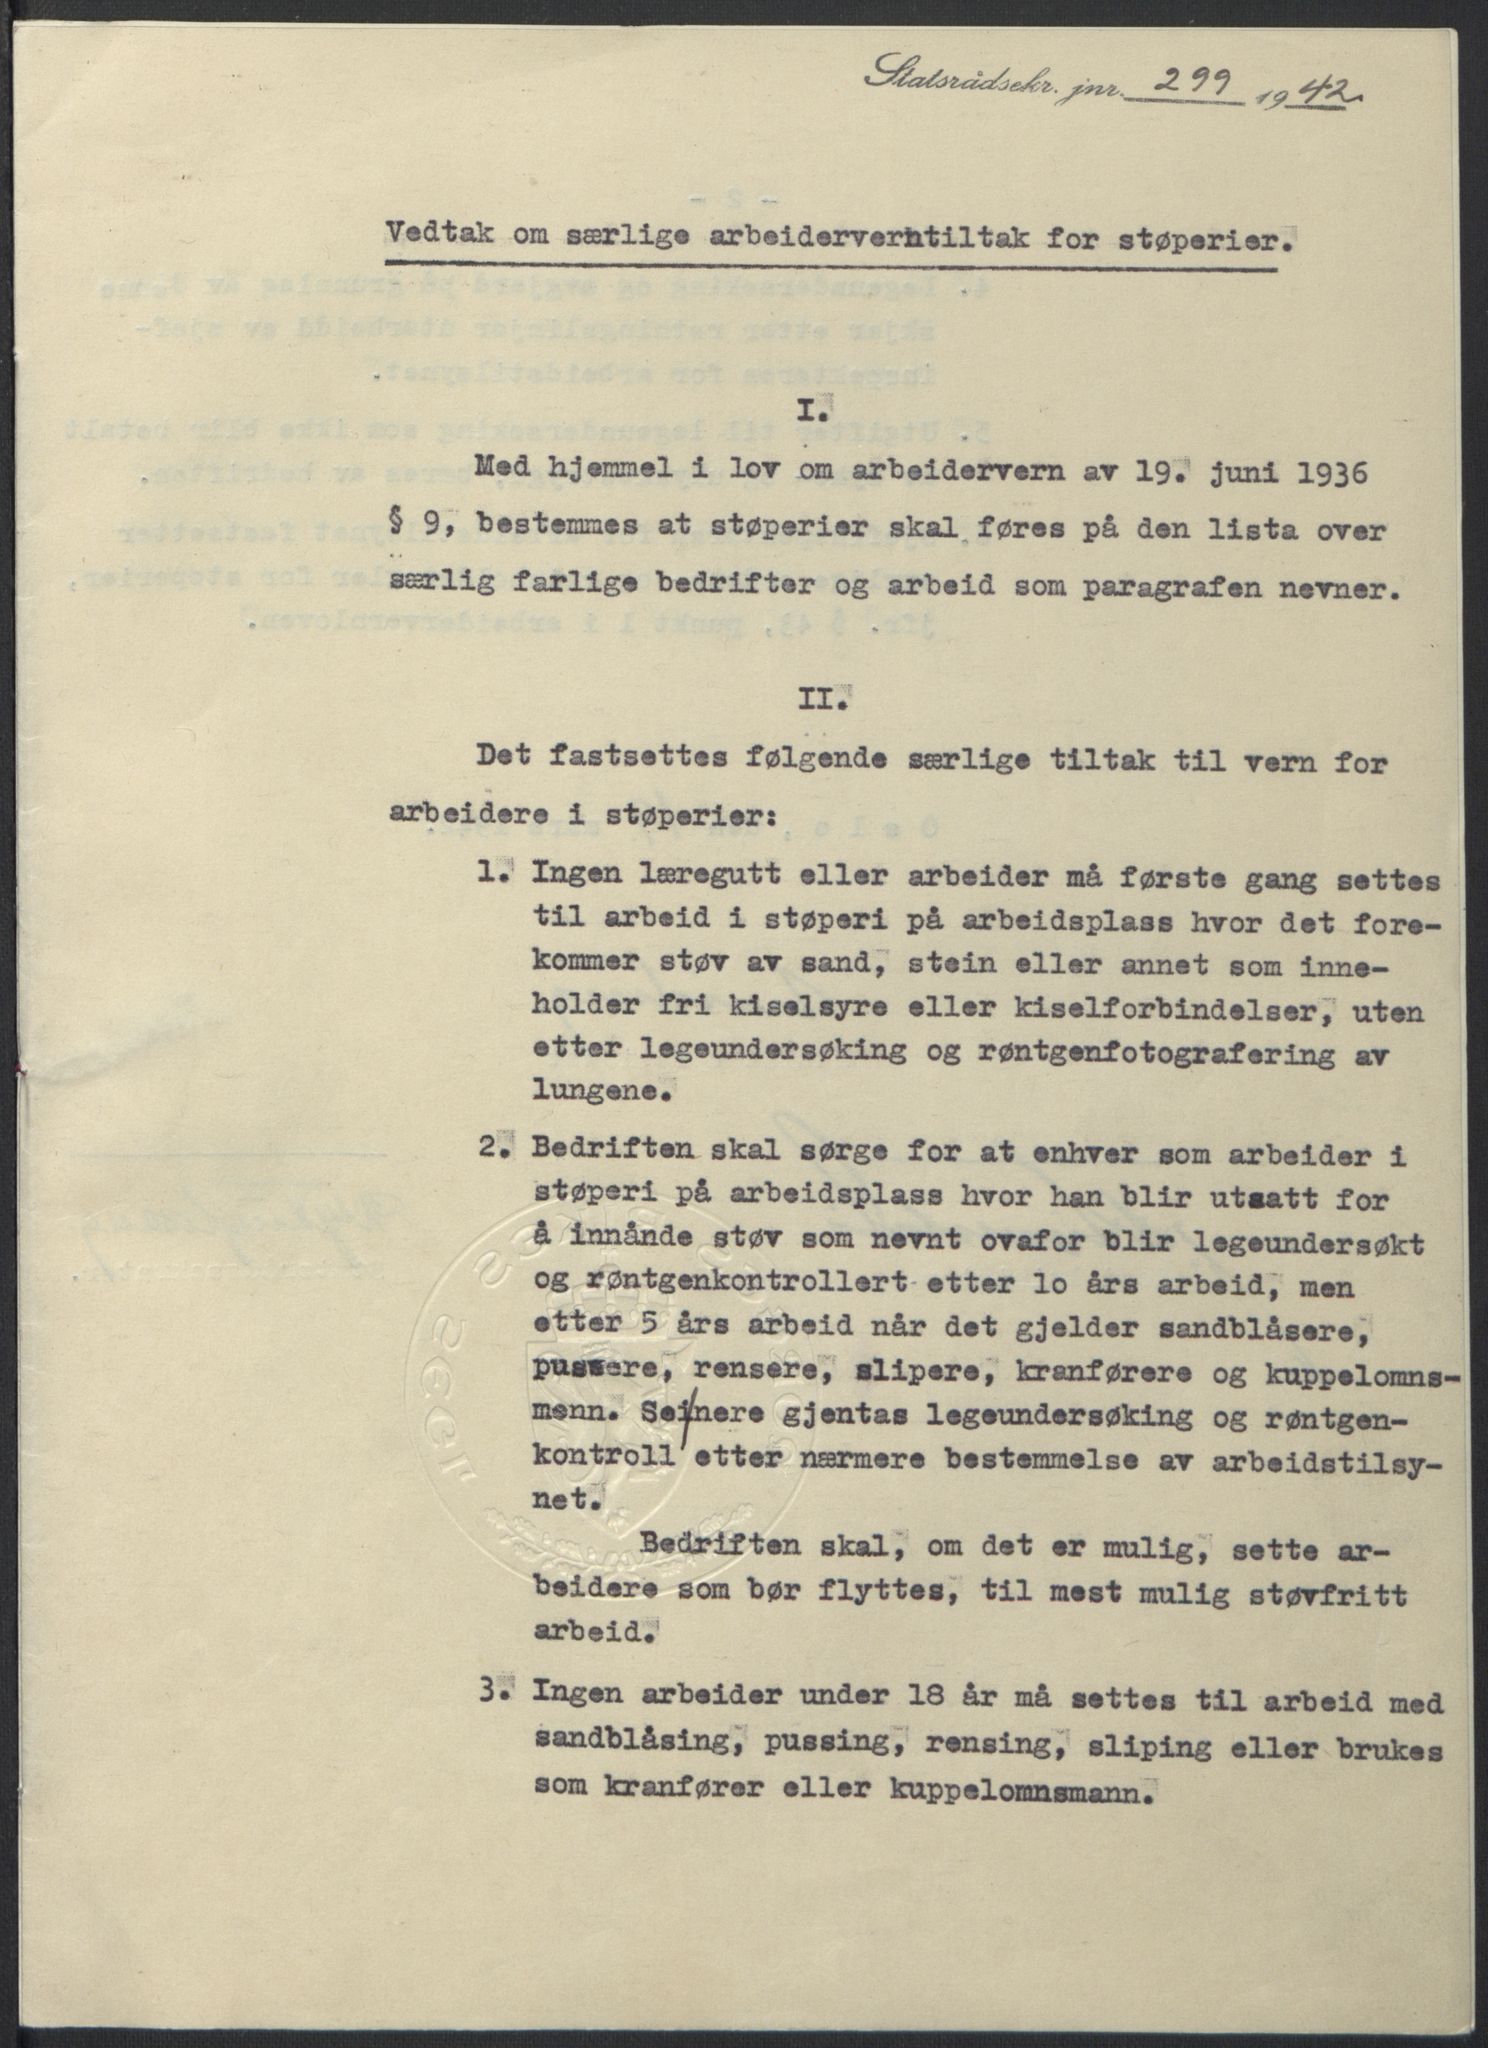 Statsrådsekr. jnr. 299 1942.
Vedtak om særlige arbeiderverntiltak for støperier.
I.
Med hjemmel i lov om arbeidervern av 19. juni 1936
§ 9, bestemmes at støperier skal føres på den lista over
særlig farlige bedrifter og arbeid som paragrafen nevner.
II.
Det fastsettes følgende særlige tiltak til vern for
arbeidere i støperier:
1. Ingen læregutt eller arbeider må første gang settes
til arbeid i støperi på arbeidsplass hvor det fore-
kommer støv av sand, stein eller annet som inne-
holder fri kiselsyre eller kiselforbindelser, uten
etter legeundersøking og røntgenfotografering av
lungene.
2. Bedriften skal sørge for at enhver som arbeider i
støperi på arbeidsplass hvor han blir utsatt for
å innånde støv som nevnt ovafor blir legeundersøkt
og røntgenkontrollert etter lo års arbeid, men
etter 5 års arbeid når det gjelder sandblåsere,
pussere, rensere, slipere, kranførere og kuppelomns-
menn. Seinere gjentas legeundersøking og røntgen-
kontroll etter nærmere bestemmelse av arbeidstilsy-
net.
Bedriften skal, om det er mulig, sette ar-
beidere som bør flyttes, til mest mulig støvfritt
arbeid.
3. Ingen arbeider under 18 år må settes til arbeid med
sandblåsing, pussing, rensing, sliping eller brukes
som kranfører eller kuppelomnsmann.